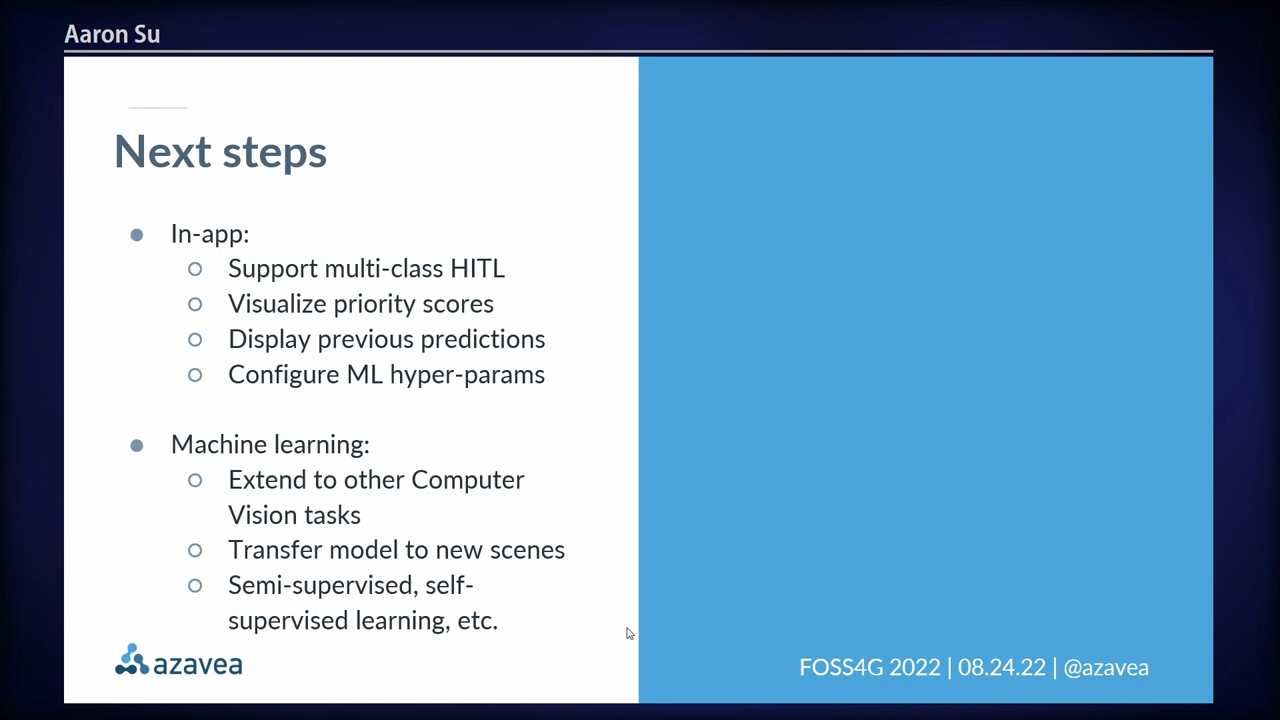 Aaron Su
Next steps
In-app:
Support multi-class HITL
Visualize priority scores
Display previous predictions
Configure ML hyper-params
Machine learning:
Extend to other Computer
Vision tasks
Transfer model to new scenes
Semi-supervised, self-
supervised learning, etc.
azavea
FOSS4G 2022 | 08.24.22 | @azavea